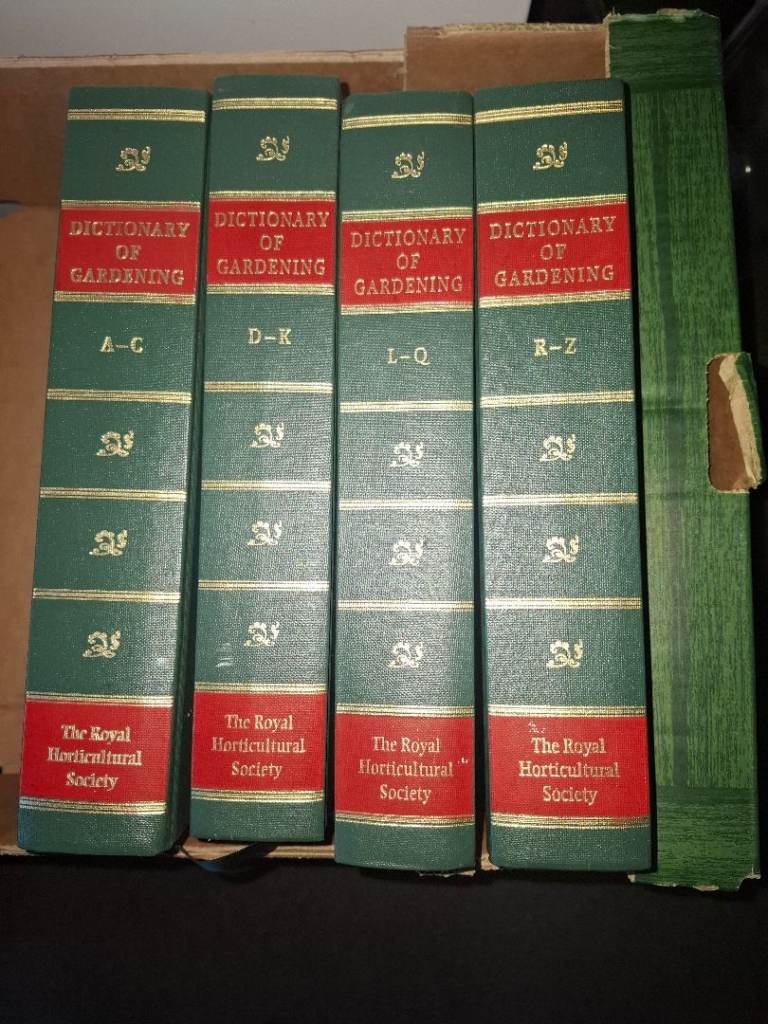 DICTIONARY
OF
GARDENING
A–C
The Royal
Horticultural
Society
DICTIONARY
OF
GARDENING
D–K
The Royal
Horticultural
Society
DICTIONARY
OF
GARDENING
L–Q
The Royal
Horticultural
Society
DICTIONARY
OF
GARDENING
R–Z
The Royal
Horticultural
Society